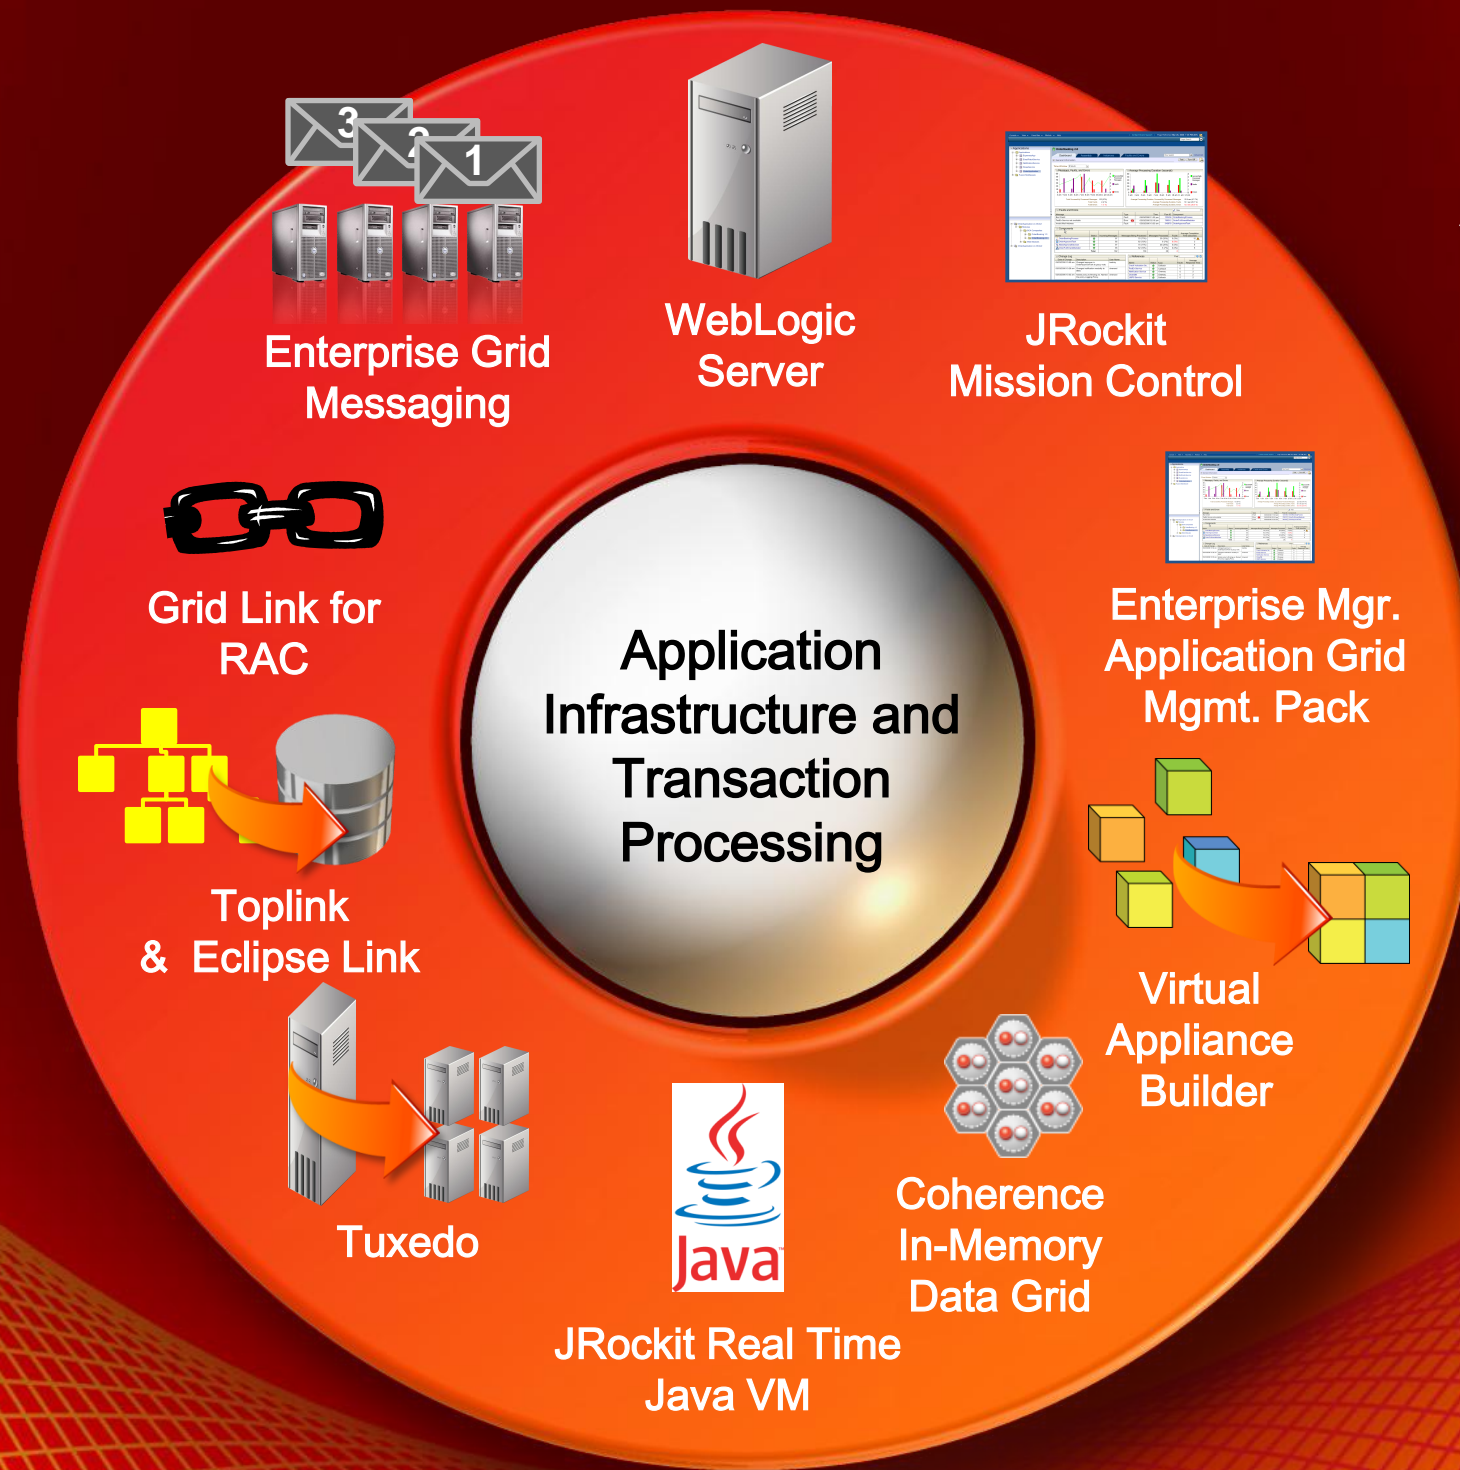 3
2
1
Enterprise Grid
Messaging
WebLogic
Server
JRockit
Mission Control
Grid Link for
RAC
Enterprise Mgr.
Application Grid
Mgmt. Pack
Application
Infrastructure and
Transaction
Processing
Toplink
& Eclipse Link
Virtual
Appliance
Builder
Tuxedo
Java
Coherence
In-Memory
Data Grid
JRockit Real Time
Java VM